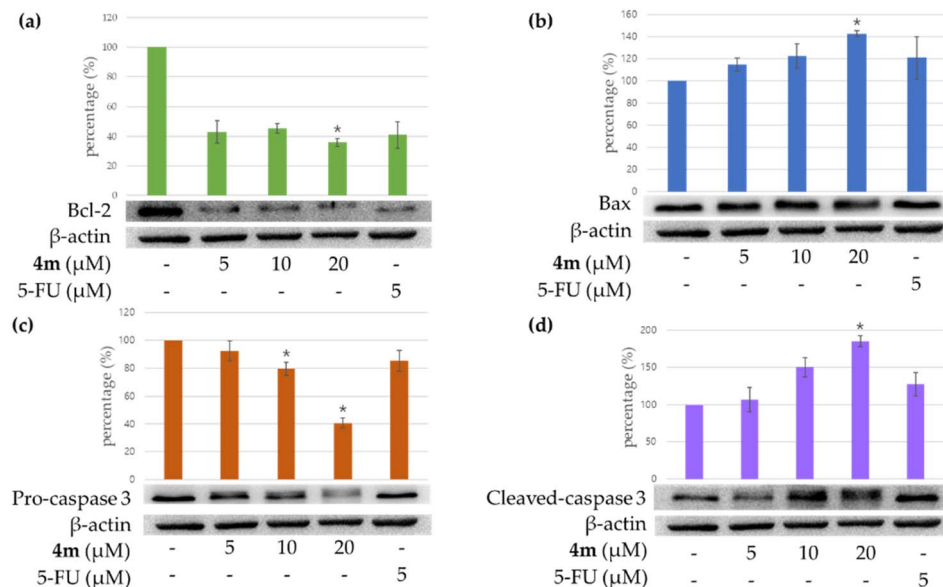 (a)
percentage (%)
120
100
80
60
40
20
0
*
Bcl-2
β-actin
4m (μM) - 5 10 20 -
5-FU (μM) - - - - 5
(b)
percentage (%)
160
140
120
100
80
60
40
20
0
*
Bax
β-actin
4m (μM) - 5 10 20 -
5-FU (μM) - - - - 5
(c)
percentage (%)
120
100
80
60
40
20
0
*
*
Pro-caspase 3
β-actin
4m (μM) - 5 10 20 -
5-FU (μM) - - - - 5
(d)
percentage (%)
200
150
100
50
0
*
Cleaved-caspase 3
β-actin
4m (μM) - 5 10 20 -
5-FU (μM) - - - - 5